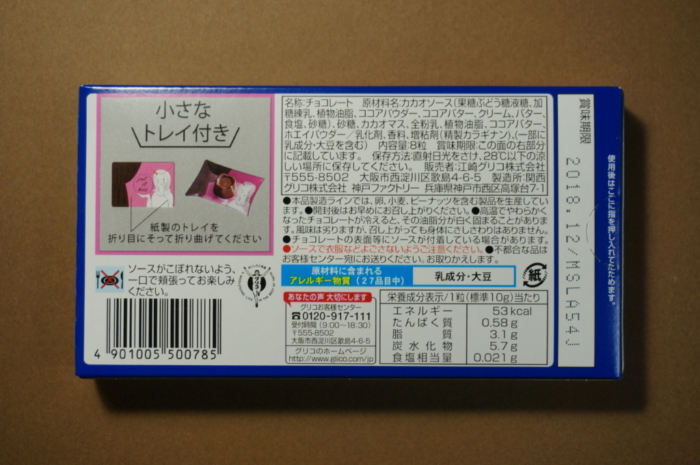 小さな
トレイ付き
紙製のトレイを
折り目にそって折り曲げてください
名称:チョコレート 原材料名:カカオソース(果糖ぶどう糖液糖、加
糖練乳、植物油脂、ココアパウダー、ココアバター、クリーム、バター、
食塩、砂糖)、砂糖、カカオマス、全粉乳、植物油脂、ココアバター、
ホエイパウダー/乳化剤、香料、増粘剤(精製カラギナン)、(一部に
乳成分・大豆を含む) 内容量:8粒 賞味期限:この面の右部分
に記載しています。 保存方法:直射日光をさけ、28℃以下の涼
しい場所に保存してください。 販売者:江崎グリコ株式会社
〒555-8502 大阪市西淀川区歌島4-6-5 製造所:関西
グリコ株式会社 神戸ファクトリー 兵庫県神戸市西区高塚台7-1
●本品製造ラインでは、卵、小麦、ピーナッツを含む製品を生産してい
ます。●開封後はお早めにお召し上がりください。●高温でやわらかく
なったチョコレートが冷えると、その油脂分が白く固まることがありま
す。風味は劣りますが、召し上がっても身体にさしさわりはありません。
●チョコレートの表面等にソースが付着している場合があります。
●ソースで衣服などよごさないようにご注意ください。●不都合な品は
お客様センター宛にお送りください。お取りかえします。
ソースがこぼれないよう、
一口で頬張ってお楽しみ
ください。
原材料に含まれる
アレルギー物質(27品目中)
乳成分・大豆
紙
あなたの声 大切にします
グリコお客様センター
0120-917-111
受付時間(9:00~18:30)
〒555-8502
大阪市西淀川区歌島4-6-5
グリコのホームページ
http://www.glico.com/jp
栄養成分表示/1粒(標準10g)当たり
エネルギー 53kcal
たんぱく質 0.58g
脂質 3.1g
炭水化物 5.7g
食塩相当量 0.021g
4 901005 500785
賞味期限
2018.12/MSLA54J
使用後はここに指を押し入れてたためます。